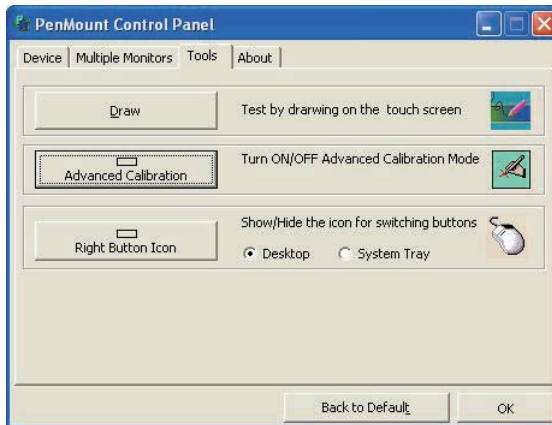 PenMount Control Panel
Device Multiple Monitors Tools About
Draw Test by drarwing on the touch screen
Advanced Calibration Turn ON/OFF Advanced Calibration Mode
Show/Hide the icon for switching buttons
Right Button Icon Desktop System Tray
Back to Default OK